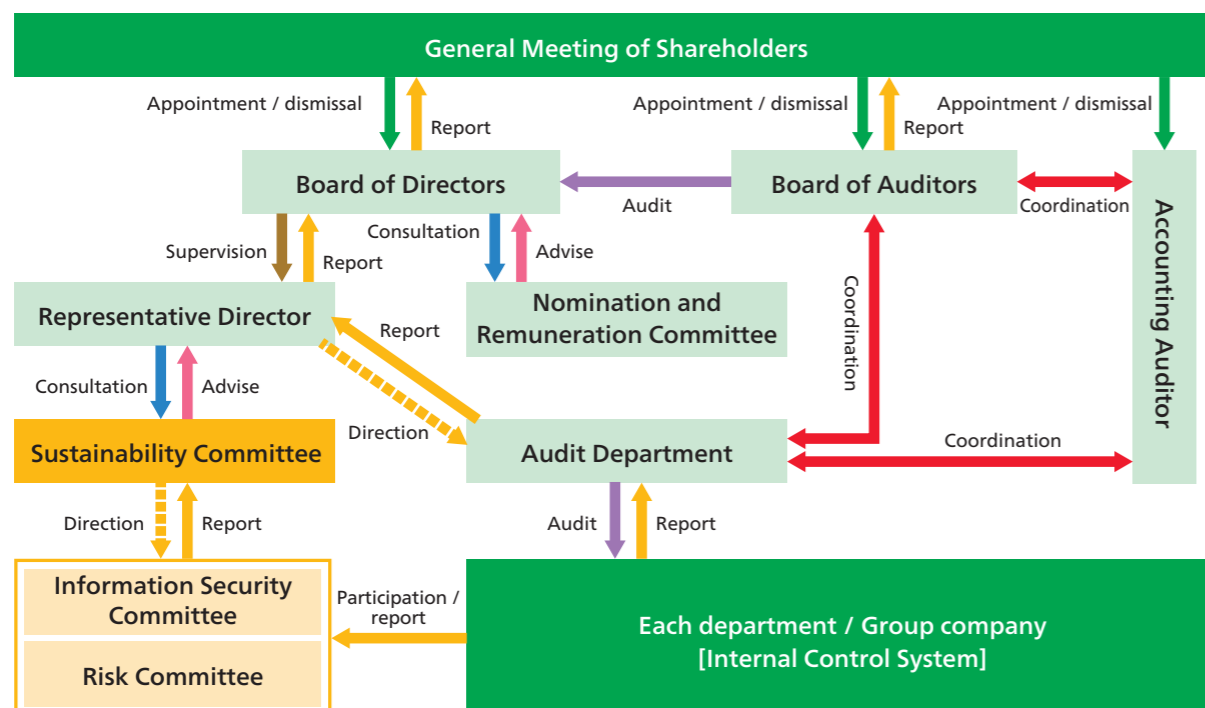 General Meeting of Shareholders
Appointment / dismissal
Report
Appointment / dismissal
Report
Appointment / dismissal
Board of Directors
Audit
Board of Auditors
Coordination
Accounting Auditor
Supervision
Report
Consultation
Advise
Coordination
Representative Director
Nomination and
Remuneration Committee
Report
Direction
Consultation
Advise
Sustainability Committee
Audit Department
Coordination
Direction
Report
Audit
Report
Information Security
Committee
Risk Committee
Participation /
report
Each department / Group company
[Internal Control System]